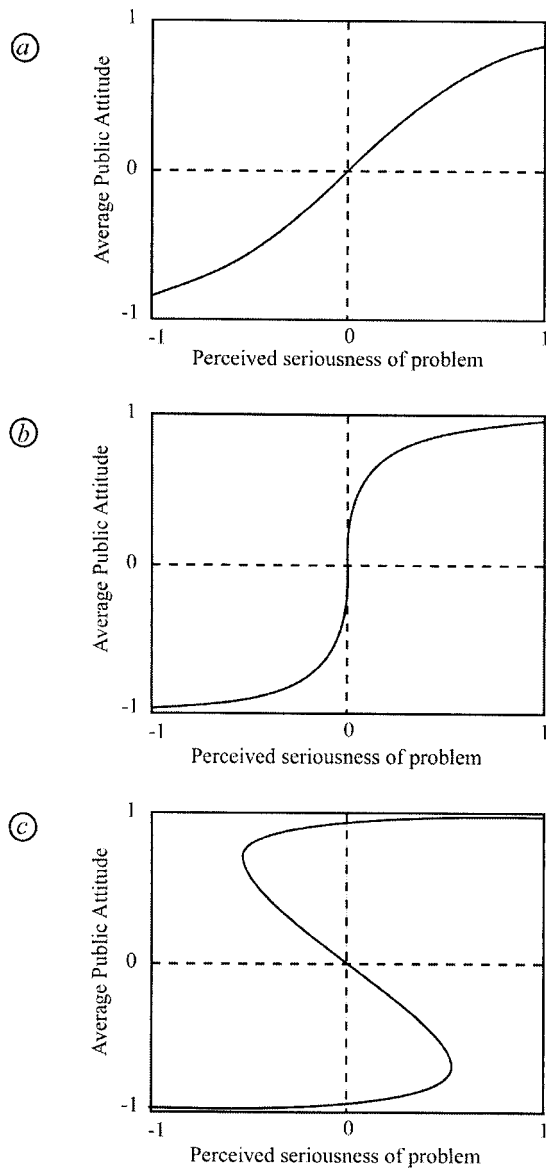 a
Average Public Attitude
1
0
-1
-1 0 1
Perceived seriousness of problem
b
Average Public Attitude
1
0
-1
-1 0 1
Perceived seriousness of problem
c
Average Public Attitude
1
0
-1
-1 0 1
Perceived seriousness of problem